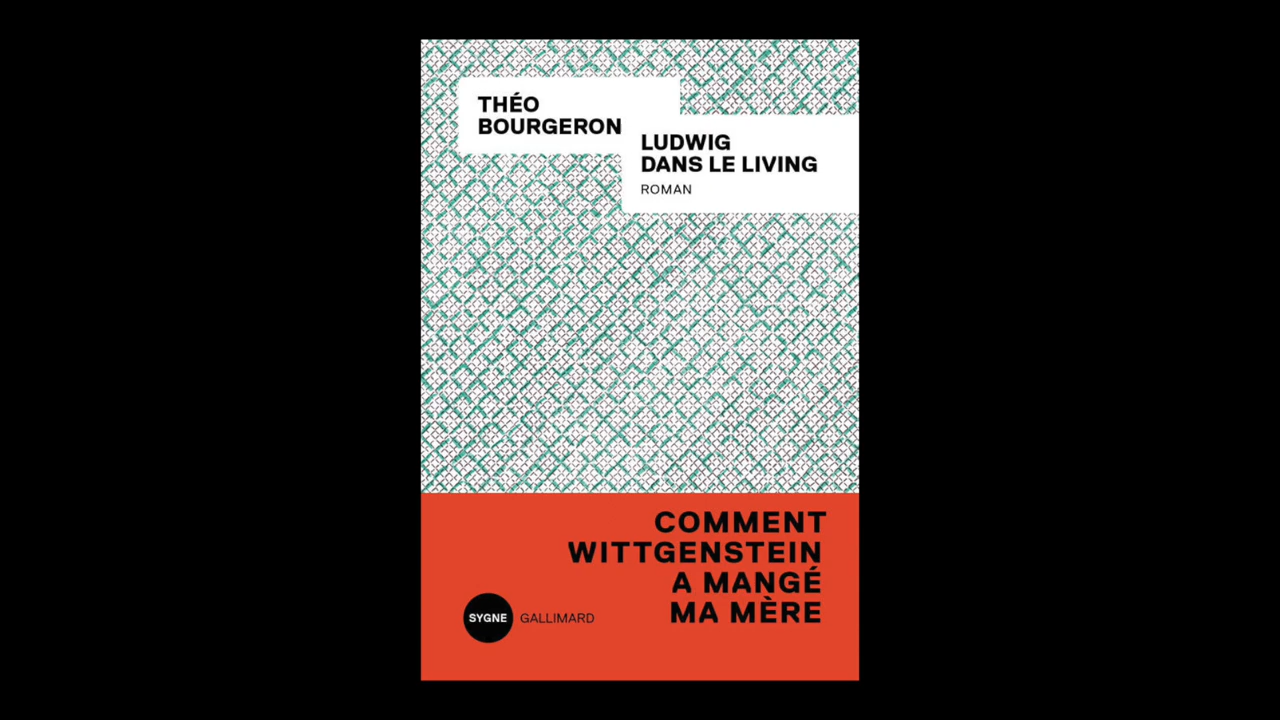 THÉO
BOURGERON
LUDWIG
DANS LE LIVING
ROMAN
COMMENT
WITTGENSTEIN
A MANGÉ
MA MÈRE
SYGNE GALLIMARD